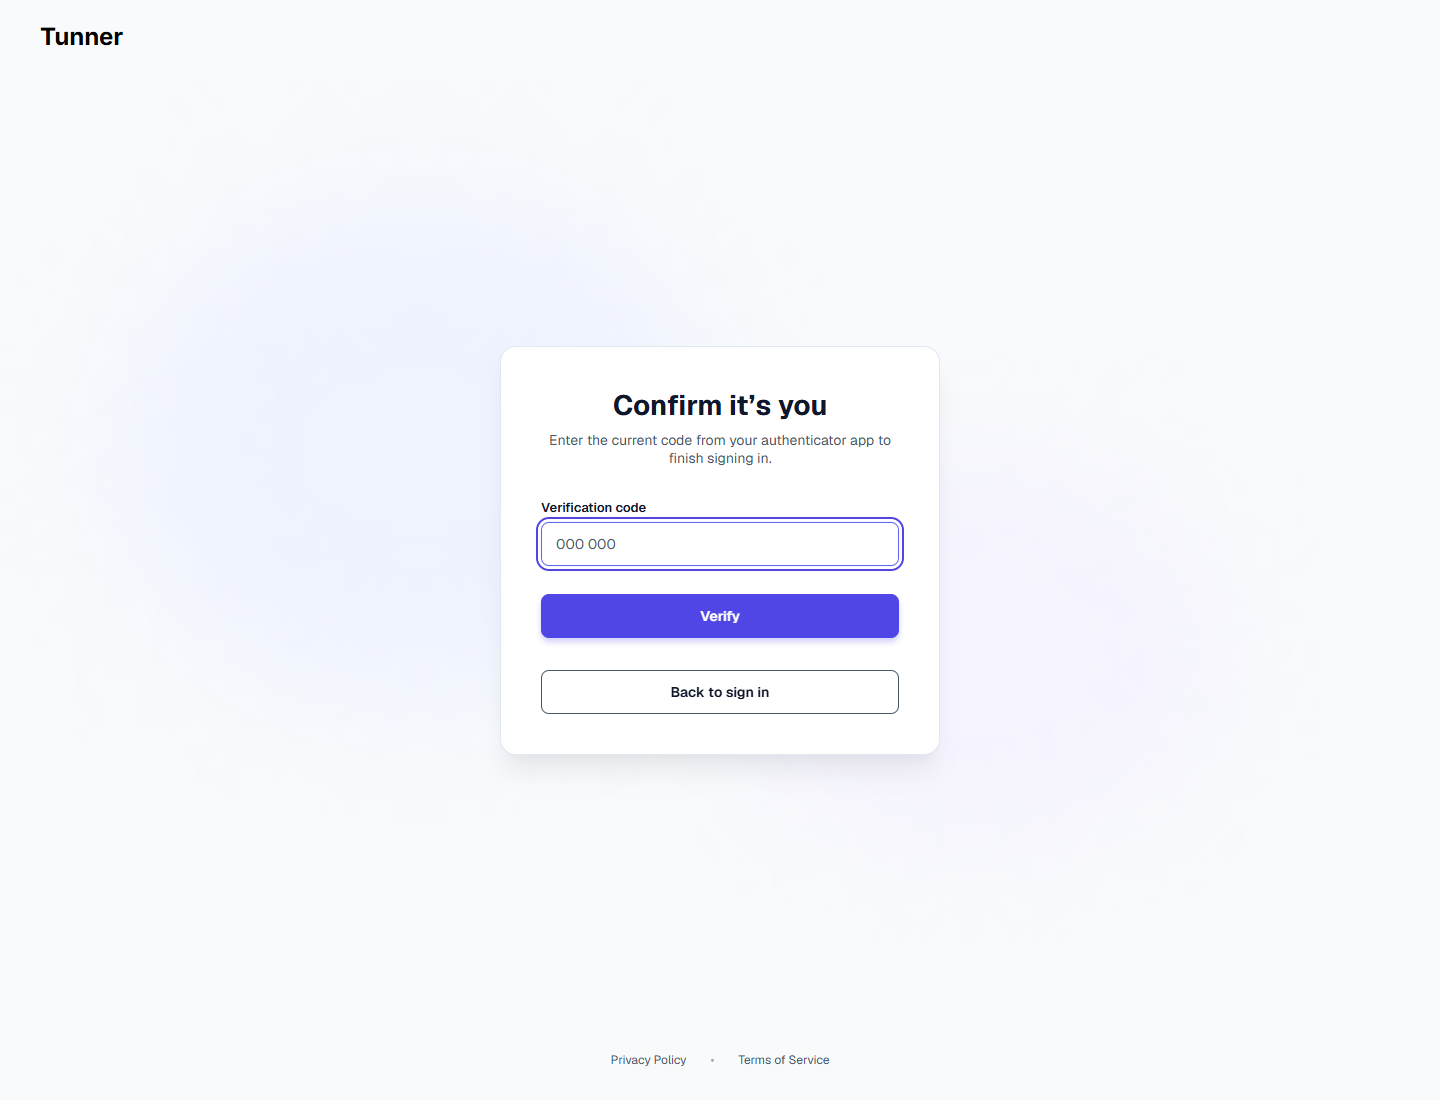 Tunner
Confirm it’s you
Enter the current code from your authenticator app to
finish signing in.
Verification code
000 000
Verify
Back to sign in
Privacy Policy • Terms of Service